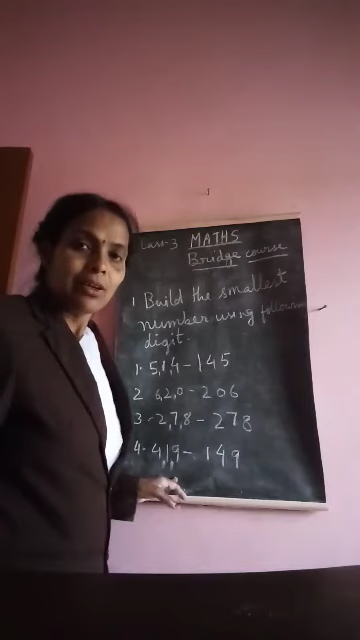 Class-3 MATHS
Bridge course
1 Build the smallest
number using following
digit.
1. 5,1,4 - 145
2 6,2,0 - 206
3 - 2,7,8 - 278
4. 4,1,9 - 149